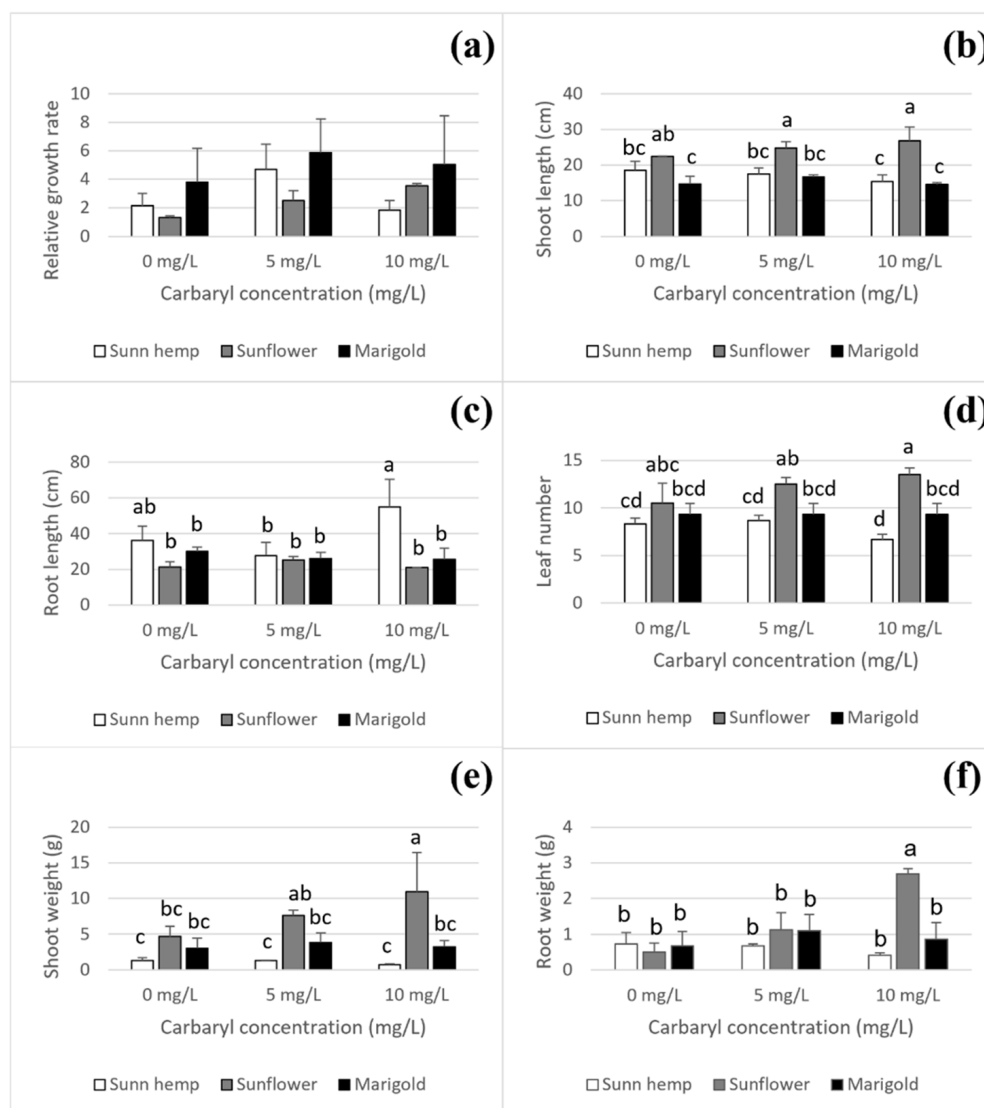 (a)
Relative growth rate
10
8
6
4
2
0
0 mg/L 5 mg/L 10 mg/L
Carbaryl concentration (mg/L)
Sunn hemp Sunflower Marigold
(b)
Shoot length (cm)
40
30
20
10
0
bc ab c bc a bc c a c
0 mg/L 5 mg/L 10 mg/L
Carbaryl concentration (mg/L)
Sunn hemp Sunflower Marigold
(c)
Root length (cm)
80
60
40
20
0
ab b b b b b a b b
0 mg/L 5 mg/L 10 mg/L
Carbaryl concentration (mg/L)
Sunn hemp Sunflower Marigold
(d)
Leaf number
15
10
5
0
cd abc bcd cd ab bcd d a bcd
0 mg/L 5 mg/L 10 mg/L
Carbaryl concentration (mg/L)
Sunn hemp Sunflower Marigold
(e)
Shoot weight (g)
20
15
10
5
0
c bc bc c ab bc c a bc
0 mg/L 5 mg/L 10 mg/L
Carbaryl concentration (mg/L)
Sunn hemp Sunflower Marigold
(f)
Root weight (g)
4
3
2
1
0
b b b b b b b a b
0 mg/L 5 mg/L 10 mg/L
Carbaryl concentration (mg/L)
Sunn hemp Sunflower Marigold